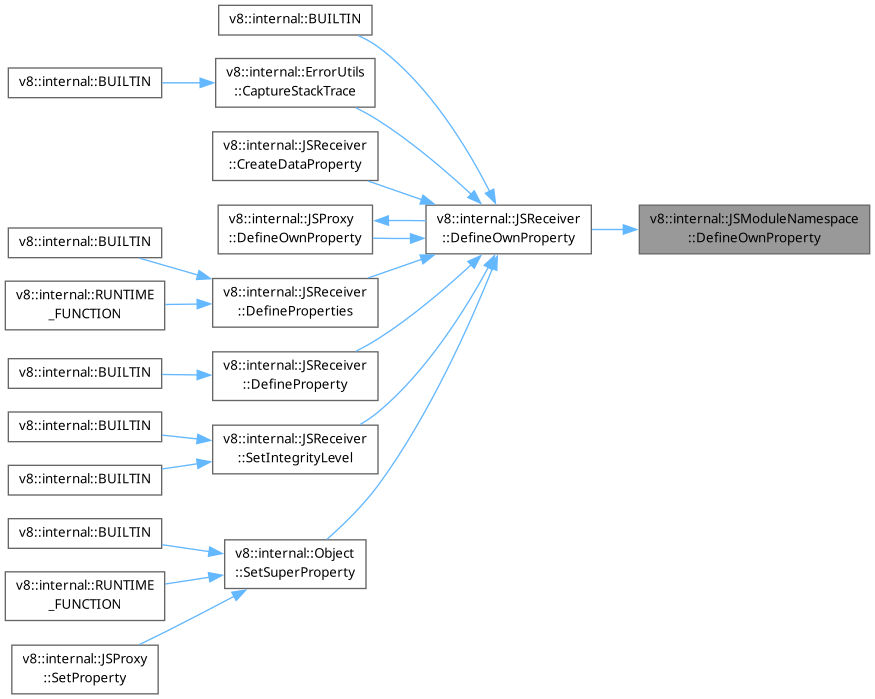 v8::internal::BUILTIN
v8::internal::ErrorUtils
::CaptureStackTrace
v8::internal::BUILTIN
v8::internal::JSReceiver
::CreateDataProperty
v8::internal::JSProxy
::DefineOwnProperty
v8::internal::JSReceiver
::DefineOwnProperty
v8::internal::JSModuleNamespace
::DefineOwnProperty
v8::internal::BUILTIN
v8::internal::RUNTIME
_FUNCTION
v8::internal::JSReceiver
::DefineProperties
v8::internal::BUILTIN
v8::internal::JSReceiver
::DefineProperty
v8::internal::BUILTIN
v8::internal::JSReceiver
::SetIntegrityLevel
v8::internal::BUILTIN
v8::internal::BUILTIN
v8::internal::Object
::SetSuperProperty
v8::internal::RUNTIME
_FUNCTION
v8::internal::JSProxy
::SetProperty